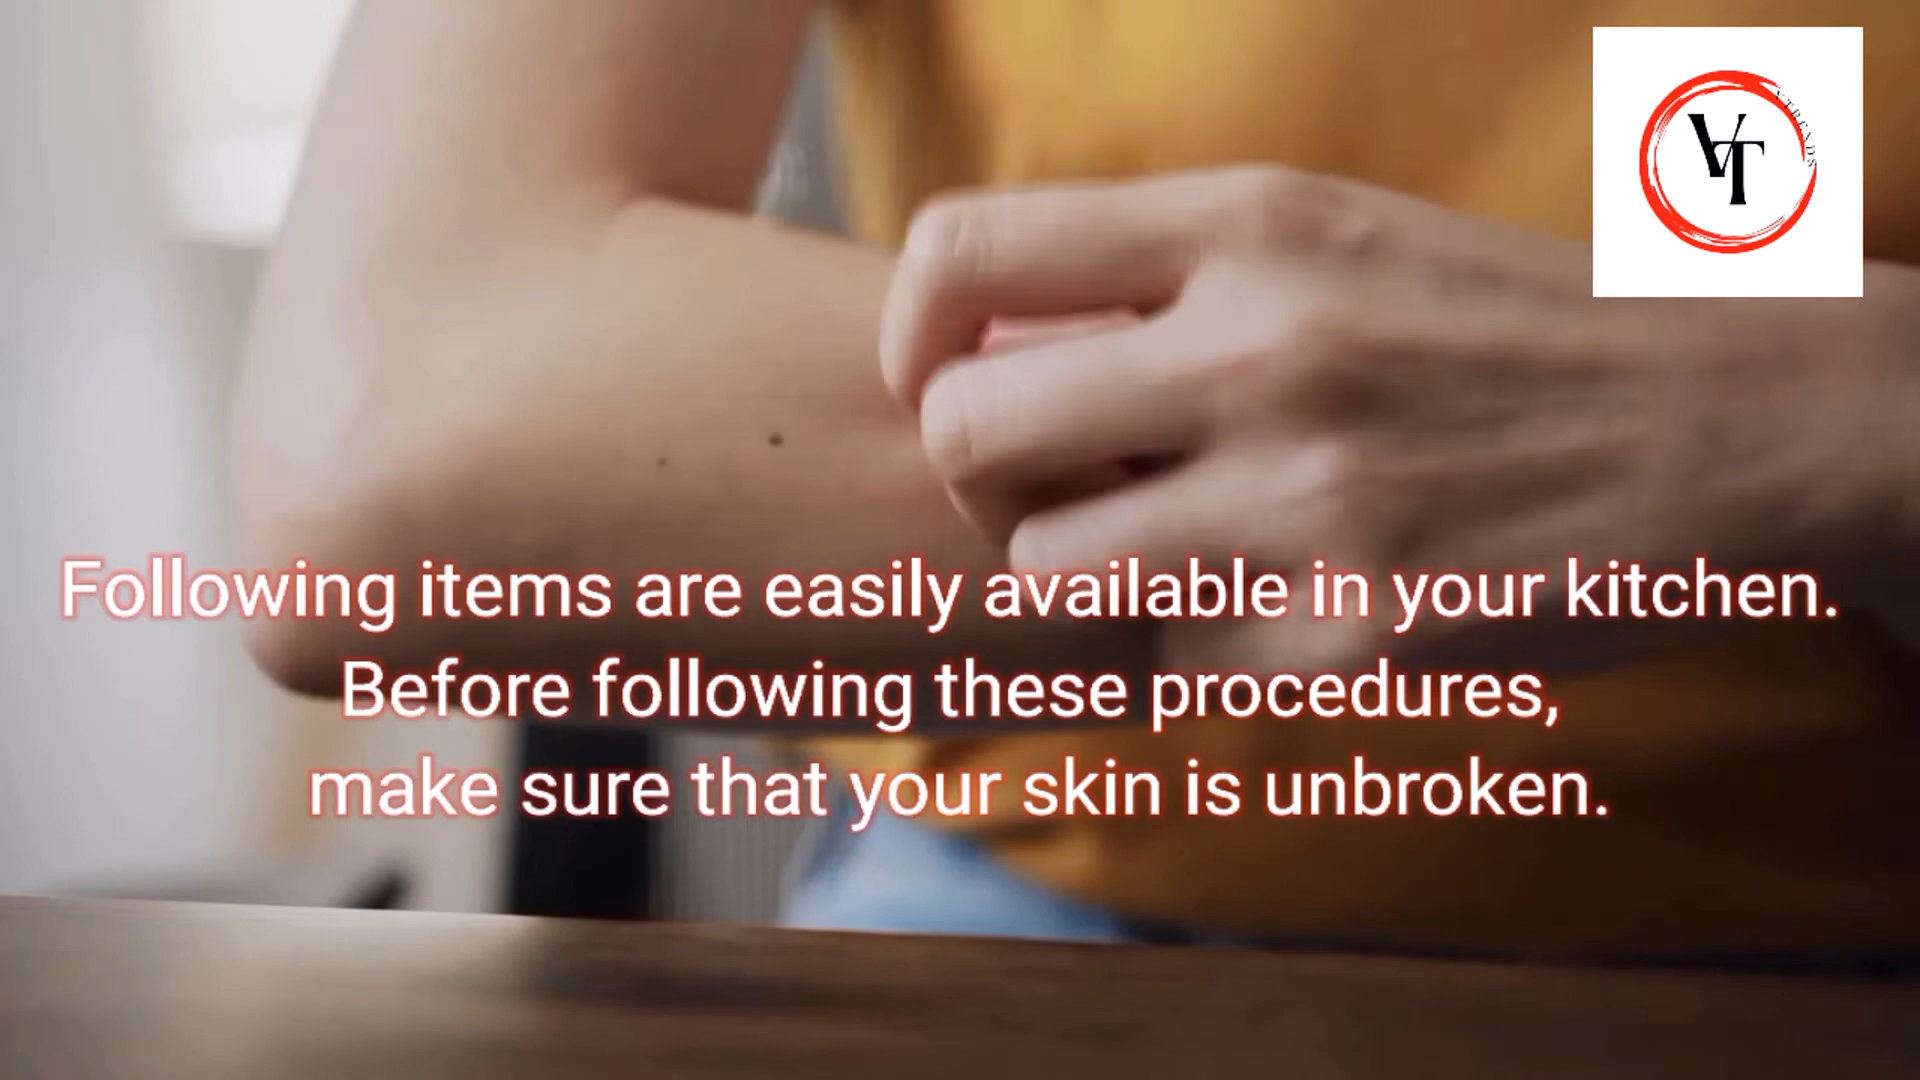 VT
VTRENDS
Following items are easily available in your kitchen.
Before following these procedures,
make sure that your skin is unbroken.